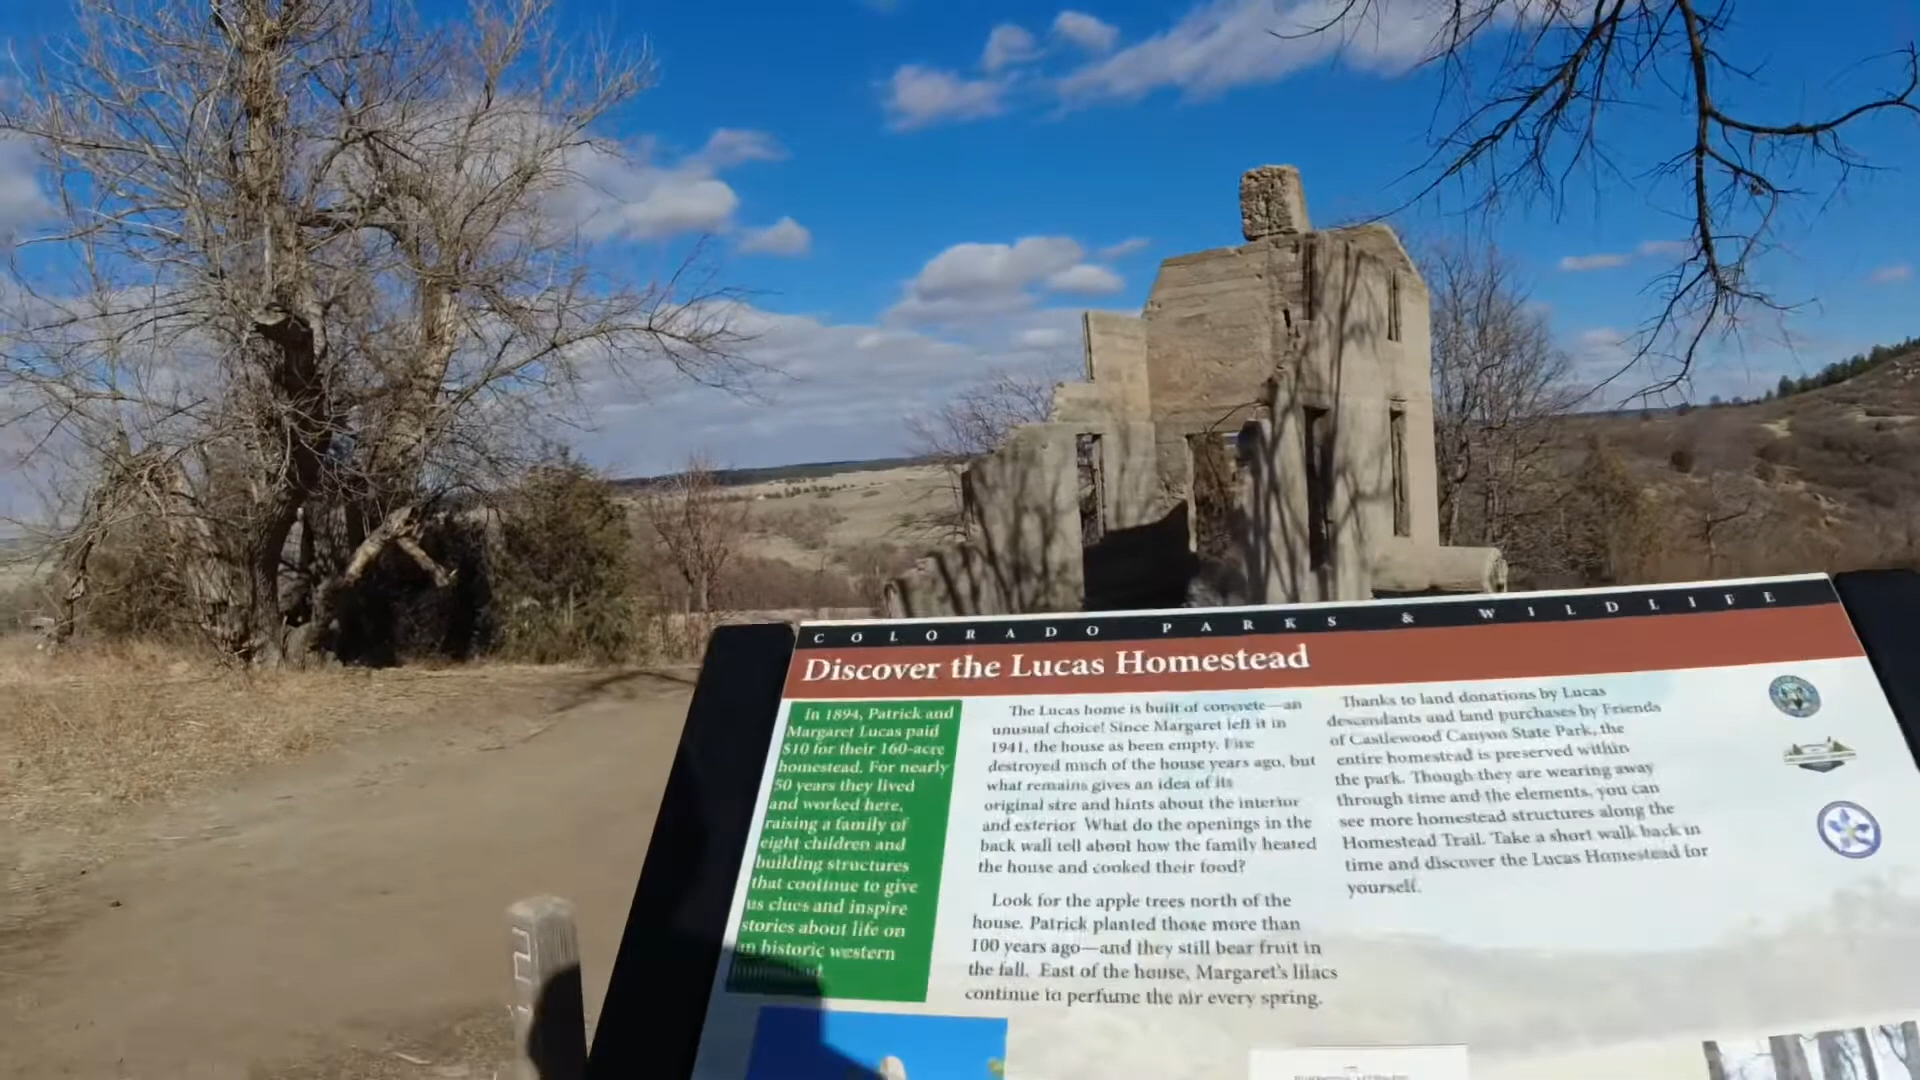 COLORADO PARKS & WILDLIFE
Discover the Lucas Homestead
In 1894, Patrick and
Margaret Lucas paid
$10 for their 160-acre
homestead. For nearly
50 years they lived
and worked here,
raising a family of
eight children and
building structures
that continue to give
us clues and inspire
stories about life on
an historic western
The Lucas home is built of concrete—an
unusual choice! Since Margaret left it in
1941, the house as been empty. Fire
destroyed much of the house years ago, but
what remains gives an idea of its
original size and hints about the interior
and exterior. What do the openings in the
back wall tell about how the family heated
the house and cooked their food?
Look for the apple trees north of the
house. Patrick planted those more than
100 years ago—and they still bear fruit in
the fall. East of the house, Margaret's lilacs
continue to perfume the air every spring.
Thanks to land donations by Lucas
descendants and land purchases by Friends
of Castlewood Canyon State Park, the
entire homestead is preserved within
the park. Though they are wearing away
through time and the elements, you can
see more homestead structures along the
Homestead Trail. Take a short walk back in
time and discover the Lucas Homestead for
yourself.